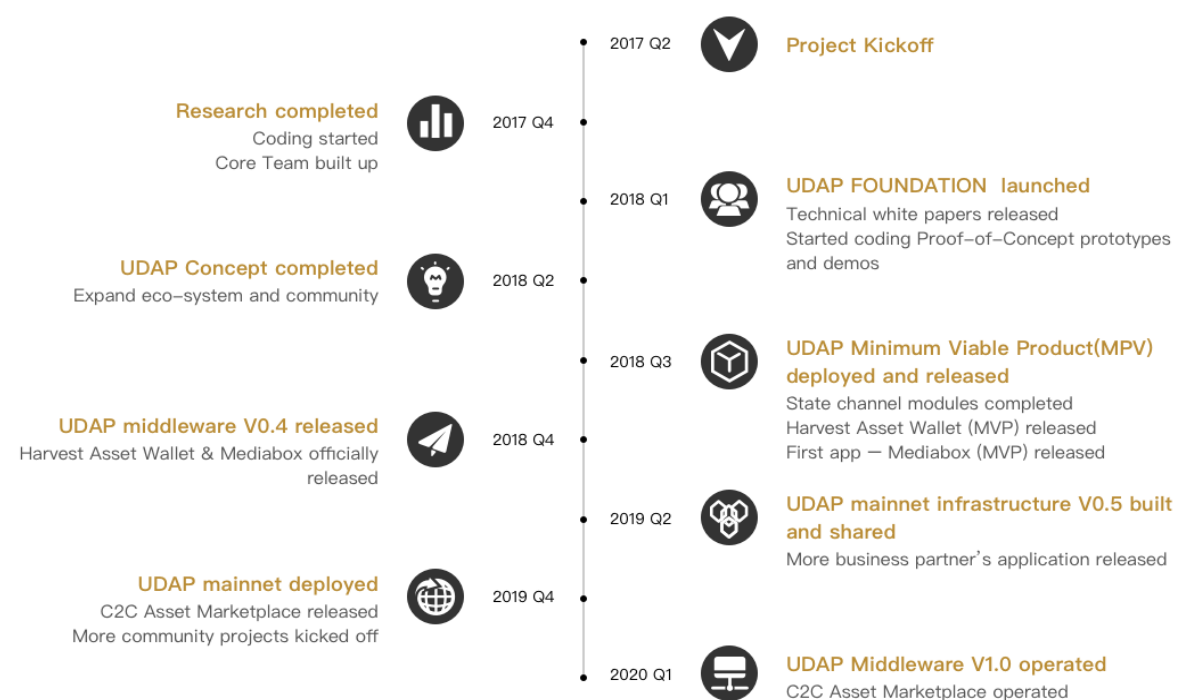 2017 Q2
Project Kickoff
Research completed
Coding started
Core Team built up
2017 Q4
2018 Q1
UDAP FOUNDATION launched
Technical white papers released
Started coding Proof-of-Concept prototypes
and demos
UDAP Concept completed
Expand eco-system and community
2018 Q2
2018 Q3
UDAP Minimum Viable Product(MPV)
deployed and released
State channel modules completed
Harvest Asset Wallet (MVP) released
First app — Mediabox (MVP) released
UDAP middleware V0.4 released
Harvest Asset Wallet & Mediabox officially
released
2018 Q4
2019 Q2
UDAP mainnet infrastructure V0.5 built
and shared
More business partner's application released
UDAP mainnet deployed
C2C Asset Marketplace released
More community projects kicked off
2019 Q4
2020 Q1
UDAP Middleware V1.0 operated
C2C Asset Marketplace operated